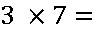 3 × 7 =